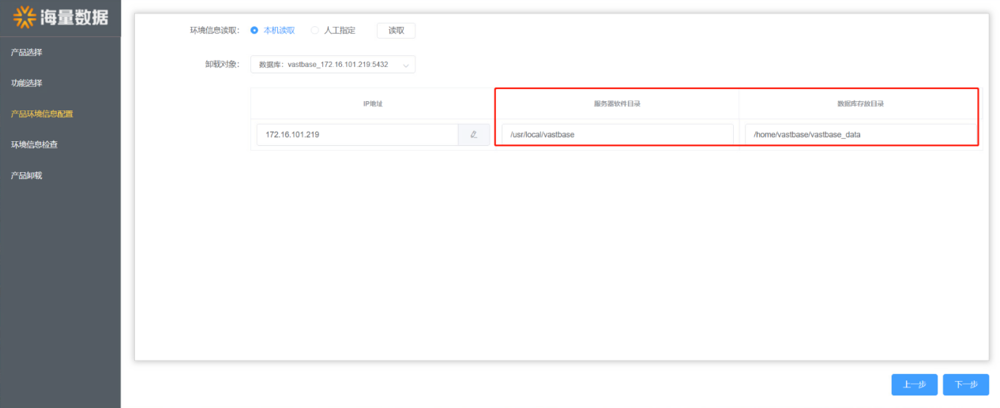 海量数据
产品选择
功能选择
产品环境信息配置
环境信息检查
产品卸载
环境信息读取: 本机读取 人工指定 读取
卸载对象: 数据库: vastbase_172.16.101.219:5432
IP地址 服务器软件目录 数据库存放目录
172.16.101.219 /usr/local/vastbase /home/vastbase/vastbase_data
上一步 下一步